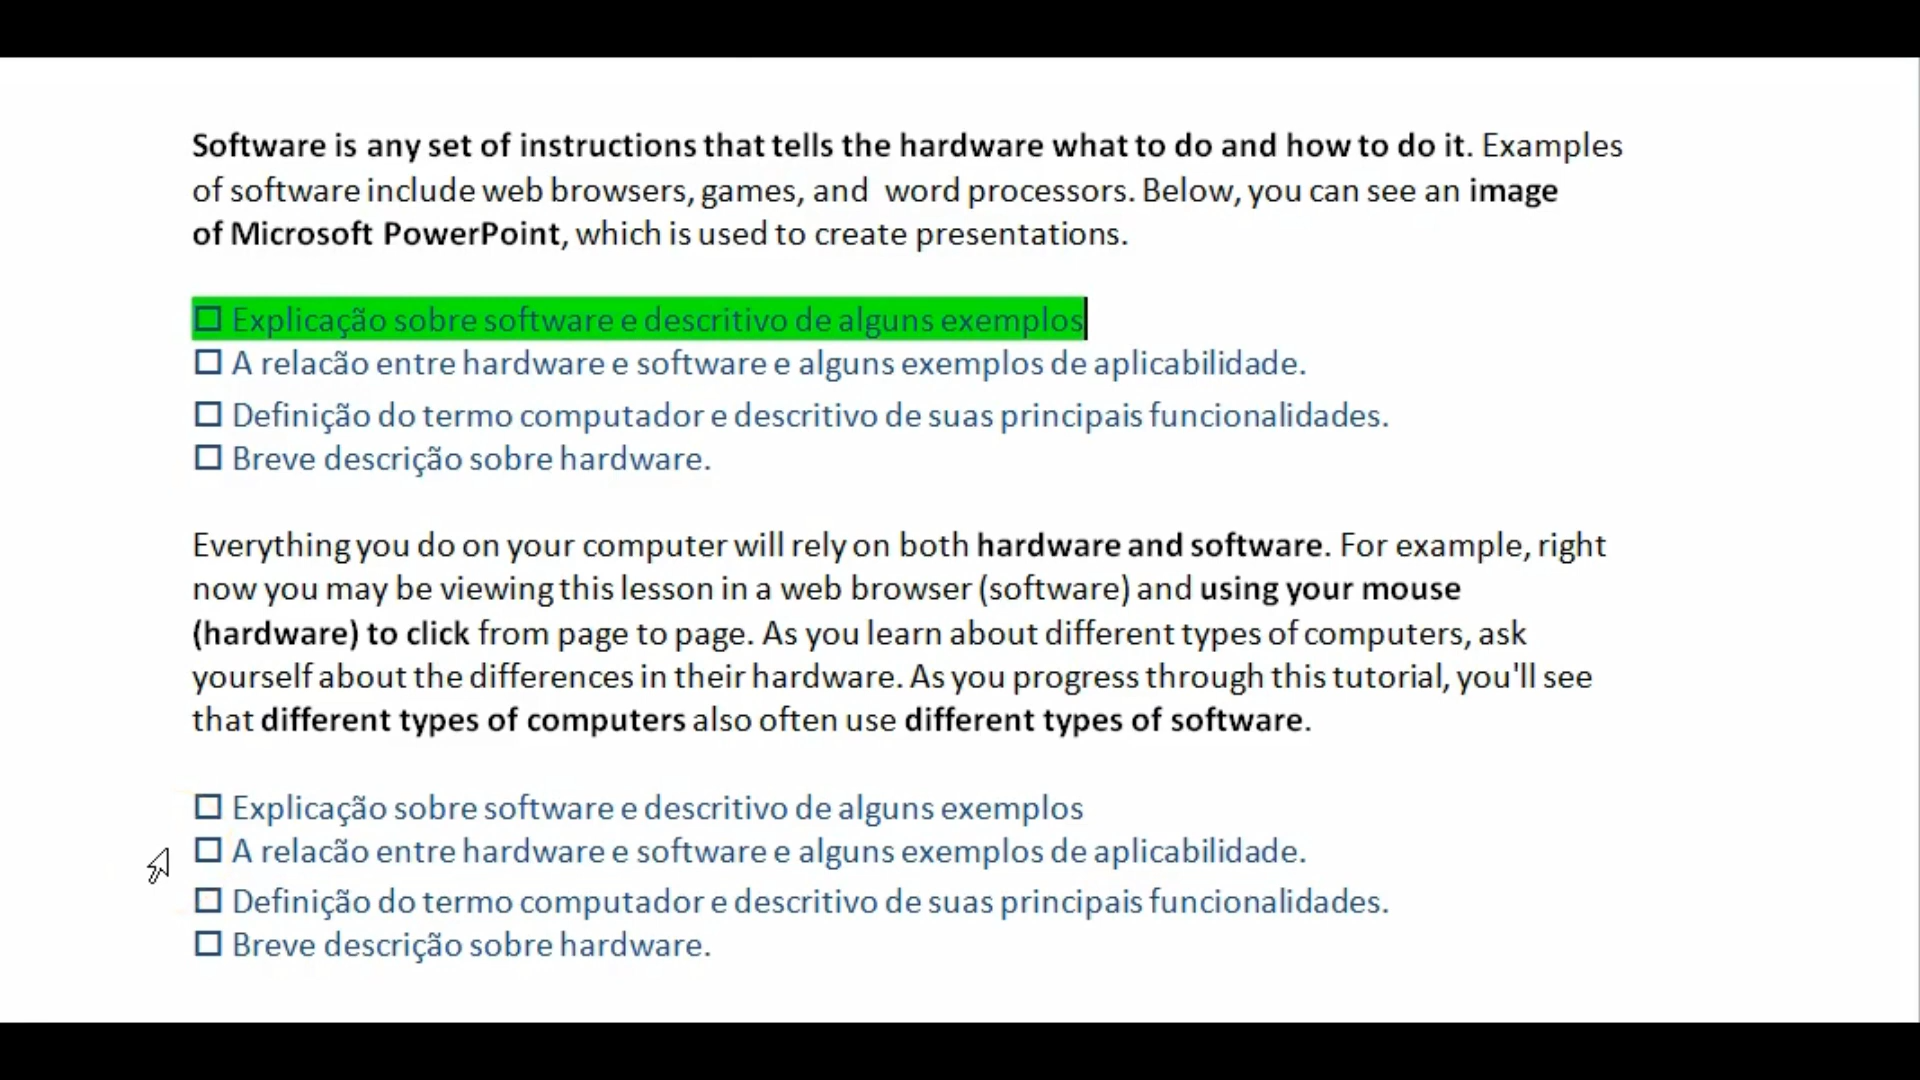 Software is any set of instructions that tells the hardware what to do and how to do it. Examples
of software include web browsers, games, and word processors. Below, you can see an image
of Microsoft PowerPoint, which is used to create presentations.
☐ Explicação sobre software e descritivo de alguns exemplos
☐ A relacão entre hardware e software e alguns exemplos de aplicabilidade.
☐ Definição do termo computador e descritivo de suas principais funcionalidades.
☐ Breve descrição sobre hardware.
Everything you do on your computer will rely on both hardware and software. For example, right
now you may be viewing this lesson in a web browser (software) and using your mouse
(hardware) to click from page to page. As you learn about different types of computers, ask
yourself about the differences in their hardware. As you progress through this tutorial, you'll see
that different types of computers also often use different types of software.
☐ Explicação sobre software e descritivo de alguns exemplos
☐ A relacão entre hardware e software e alguns exemplos de aplicabilidade.
☐ Definição do termo computador e descritivo de suas principais funcionalidades.
☐ Breve descrição sobre hardware.